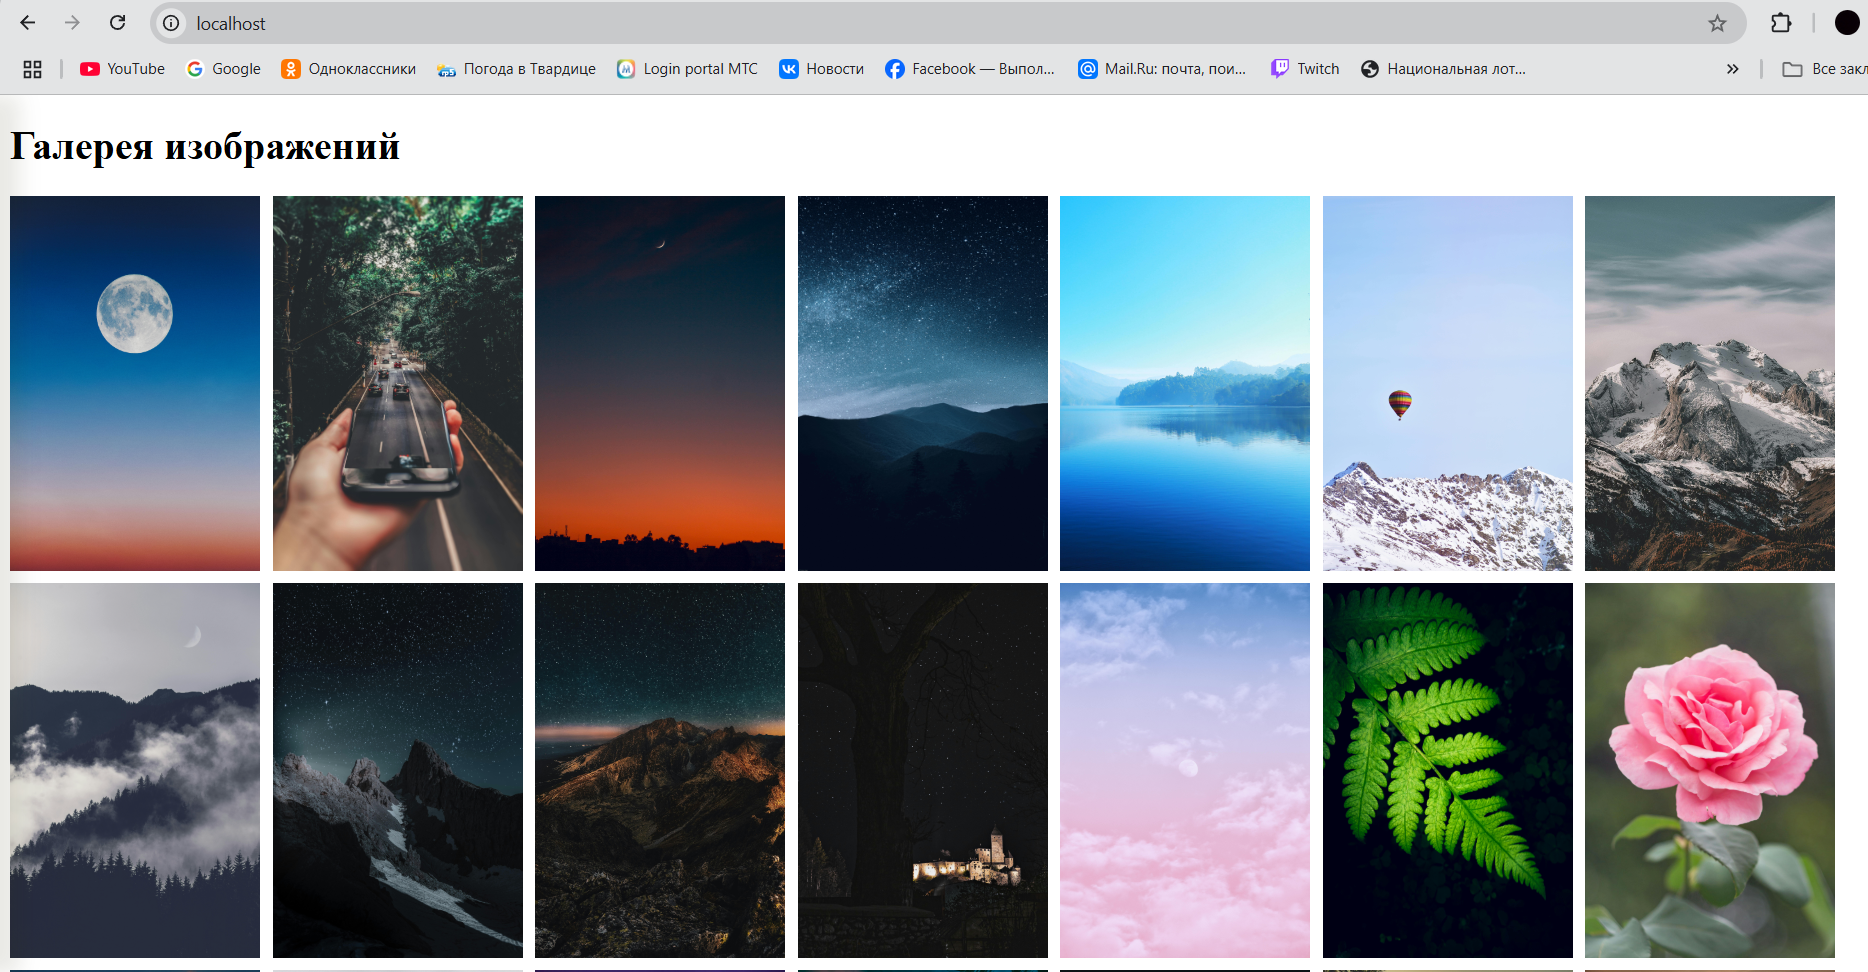 localhost
YouTube Google Одноклассники Погода в Твардице Login portal МТС Новости Facebook — Выпол... Mail.Ru: почта, пои... Twitch Национальная лот... » Все закл
Галерея изображений